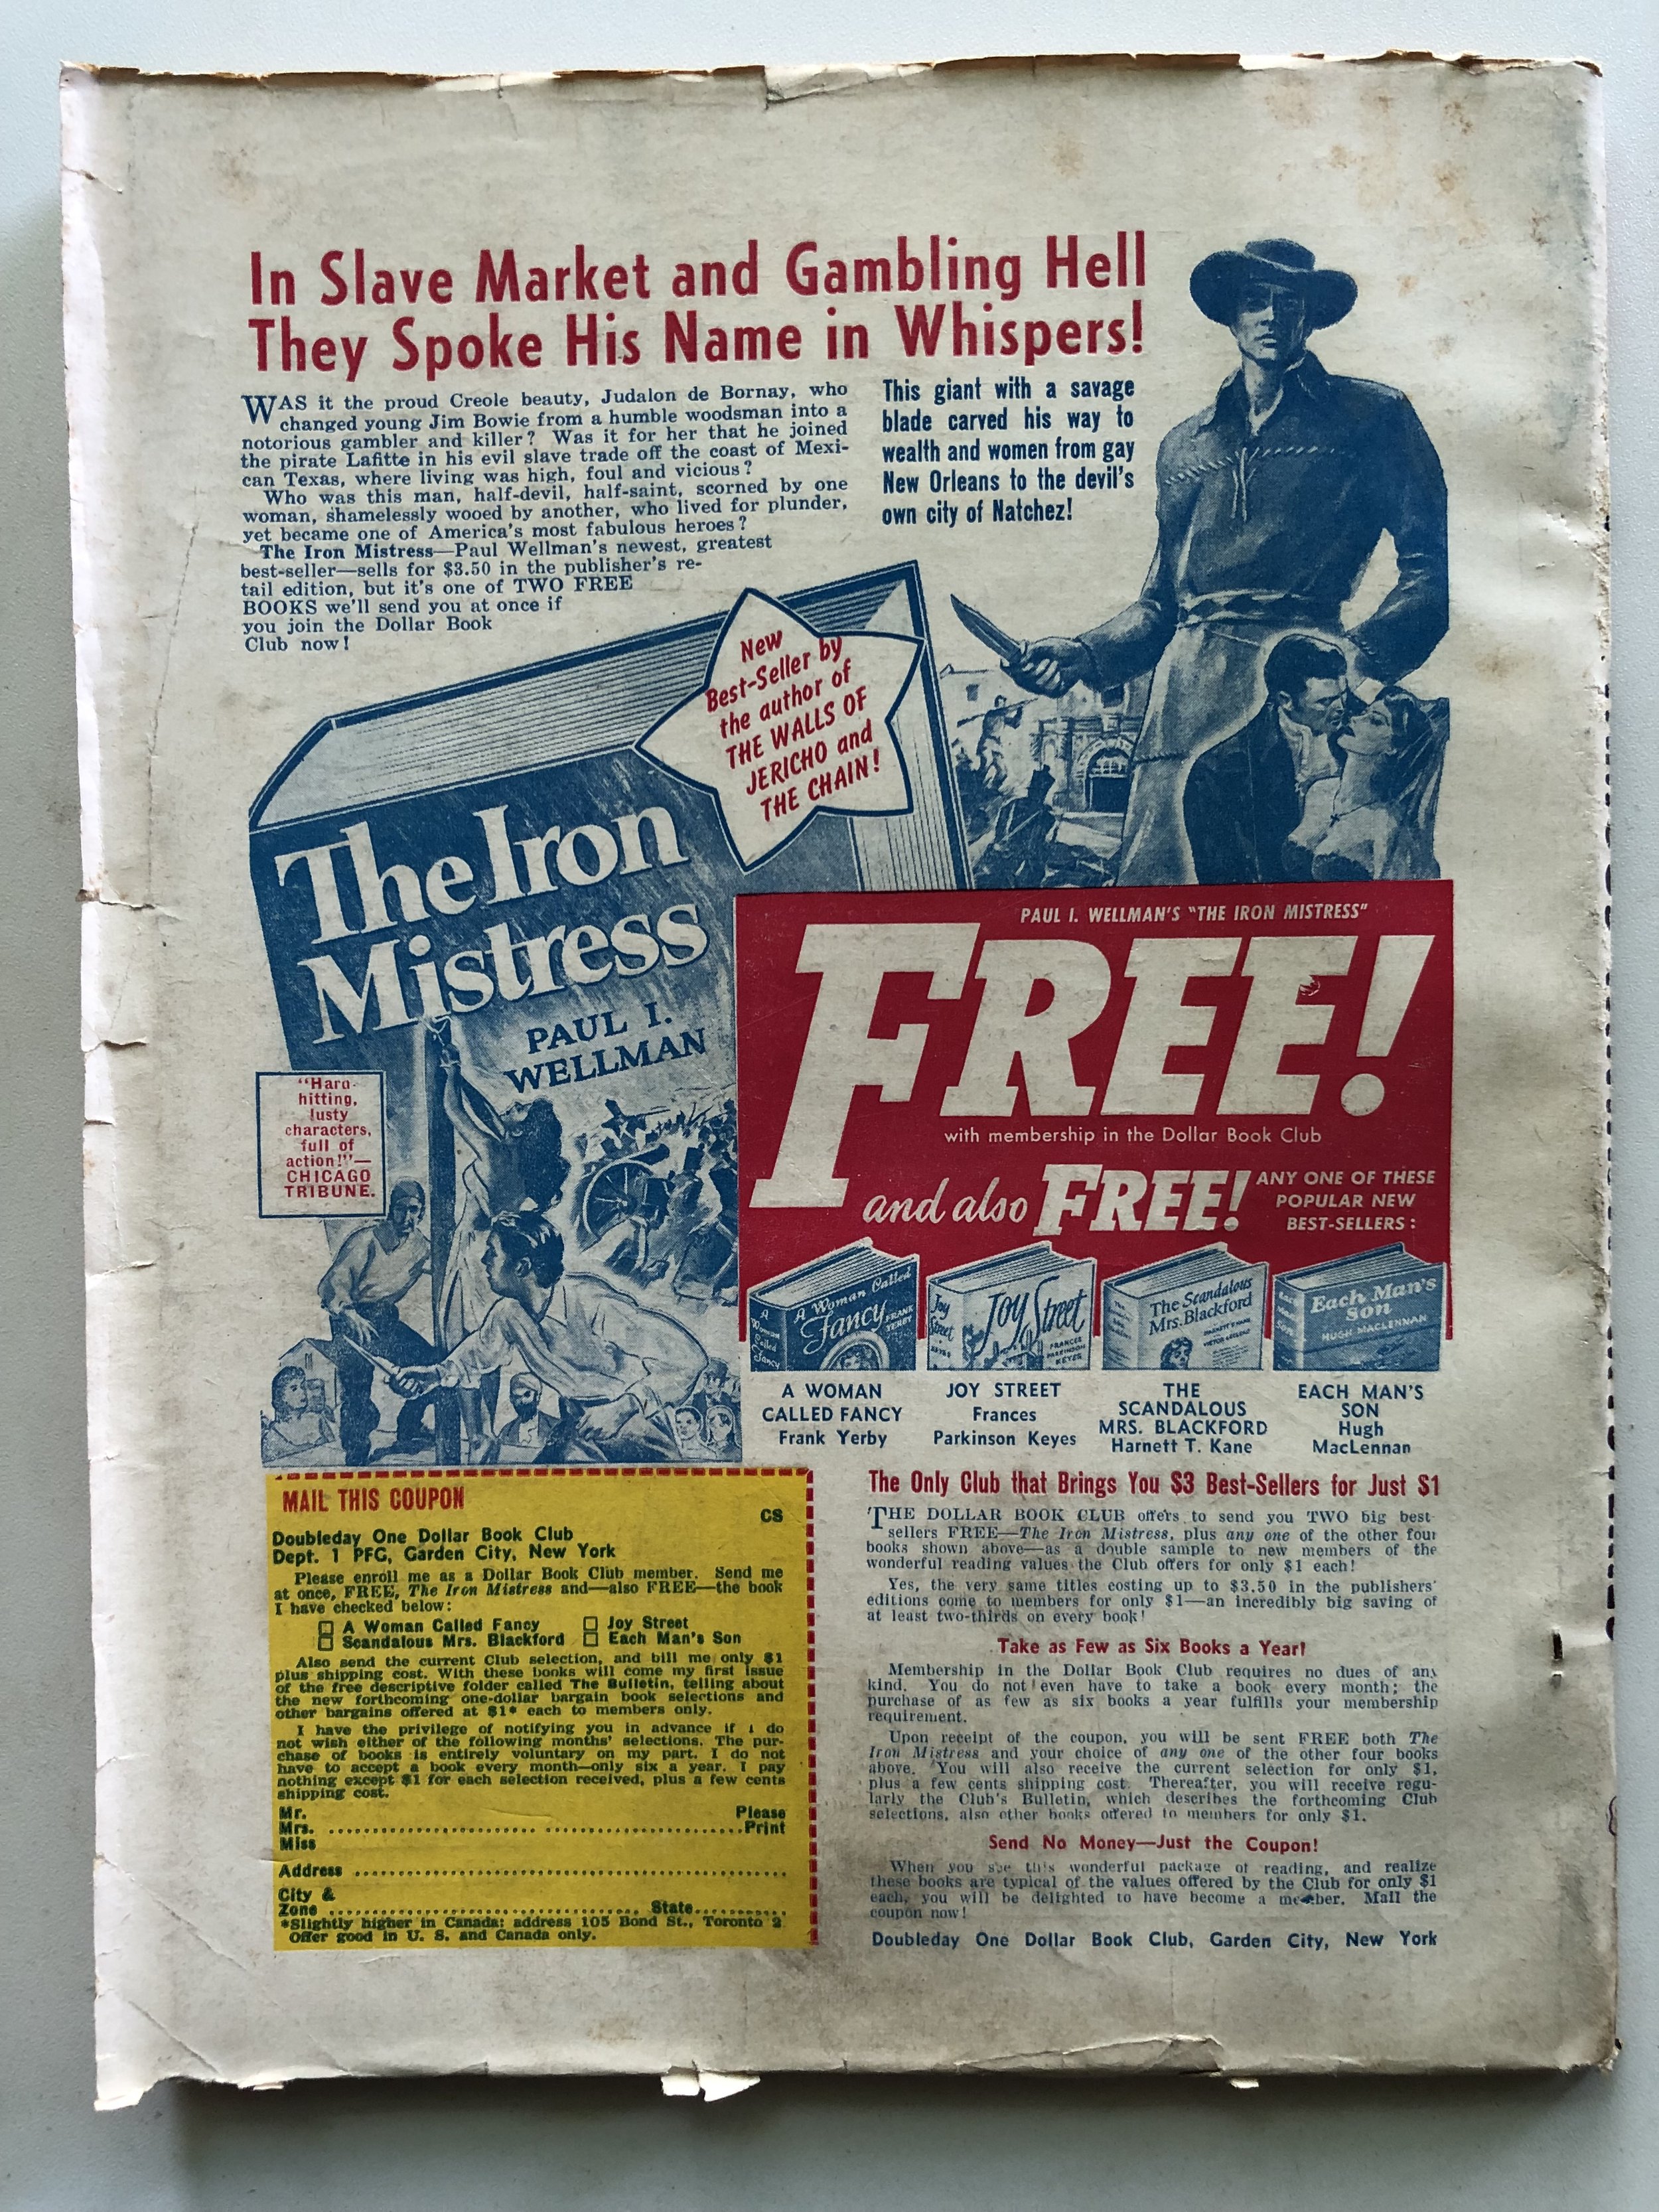 In Slave Market and Gambling Hell
They Spoke His Name in Whispers!
WAS it the proud Creole beauty, Judalon de Bornay, who
changed young Jim Bowie from a humble woodsman into a
notorious gambler and killer? Was it for her that he joined
the pirate Lafitte in his evil slave trade off the coast of Mexi-
can Texas, where living was high, foul and vicious?
Who was this man, half-devil, half-saint, scorned by one
woman, shamelessly wooed by another, who lived for plunder,
yet became one of America's most fabulous heroes?
The Iron Mistress—Paul Wellman's newest, greatest
best-seller—sells for $3.50 in the publisher's re-
tail edition, but it's one of TWO FREE
BOOKS we'll send you at once if
you join the Dollar Book
Club now!
This giant with a savage
blade carved his way to
wealth and women from gay
New Orleans to the devil's
own city of Natchez!
New
Best-Seller by
the author of
THE WALLS OF
JERICHO and
THE CHAIN!
The Iron
Mistress
PAUL I.
WELLMAN
"Hard-
hitting,
lusty
characters,
full of
action!"—
CHICAGO
TRIBUNE.
PAUL I. WELLMAN'S "THE IRON MISTRESS"
FREE!
with membership in the Dollar Book Club
and also FREE!
ANY ONE OF THESE
POPULAR NEW
BEST-SELLERS:
A Woman Called
Fancy
FRANK
YERBY
A
Woman
Called
Fancy
Joy
Street
KEYES
Joy Street
FRANCES
PARKINSON
KEYES
The Scandalous
Mrs. Blackford
Each Man's
Son
HUGH MACLENNAN
A WOMAN
CALLED FANCY
Frank Yerby
JOY STREET
Frances
Parkinson Keyes
THE
SCANDALOUS
MRS. BLACKFORD
Harnett T. Kane
EACH MAN'S
SON
Hugh
MacLennan
MAIL THIS COUPON
CS
Doubleday One Dollar Book Club
Dept. 1 PFG, Garden City, New York
Please enroll me as a Dollar Book Club member. Send me
at once, FREE, The Iron Mistress and—also FREE—the book
I have checked below:
☐ A Woman Called Fancy ☐ Joy Street
☐ Scandalous Mrs. Blackford ☐ Each Man's Son
Also send the current Club selection, and bill me only $1
plus shipping cost. With these books will come my first issue
of the free descriptive folder called The Bulletin, telling about
the new forthcoming one-dollar bargain book selections and
other bargains offered at $1* each to members only.
I have the privilege of notifying you in advance if I do
not wish either of the following months' selections. The pur-
chase of books is entirely voluntary on my part. I do not
have to accept a book every month—only six a year. I pay
nothing except $1 for each selection received, plus a few cents
shipping cost.
Mr.
Mrs. Please Print
Miss
Address
City &
Zone State
*Slightly higher in Canada: address 105 Bond St., Toronto 2
Offer good in U. S. and Canada only.
The Only Club that Brings You $3 Best-Sellers for Just $1
THE DOLLAR BOOK CLUB offers to send you TWO big best
sellers FREE—The Iron Mistress, plus any one of the other four
books shown above—as a double sample to new members of the
wonderful reading values the Club offers for only $1 each!
Yes, the very same titles costing up to $3.50 in the publishers'
editions come to members for only $1—an incredibly big saving of
at least two-thirds on every book!
Take as Few as Six Books a Year!
Membership in the Dollar Book Club requires no dues of any
kind. You do not even have to take a book every month; the
purchase of as few as six books a year fulfills your membership
requirement.
Upon receipt of the coupon, you will be sent FREE both The
Iron Mistress and your choice of any one of the other four books
above. You will also receive the current selection for only $1,
plus a few cents shipping cost. Thereafter, you will receive regu-
larly the Club's Bulletin, which describes the forthcoming Club
selections, also other books offered to members for only $1.
Send No Money—Just the Coupon!
When you see this wonderful package of reading, and realize
these books are typical of the values offered by the Club for only $1
each, you will be delighted to have become a member. Mail the
coupon now!
Doubleday One Dollar Book Club, Garden City, New York